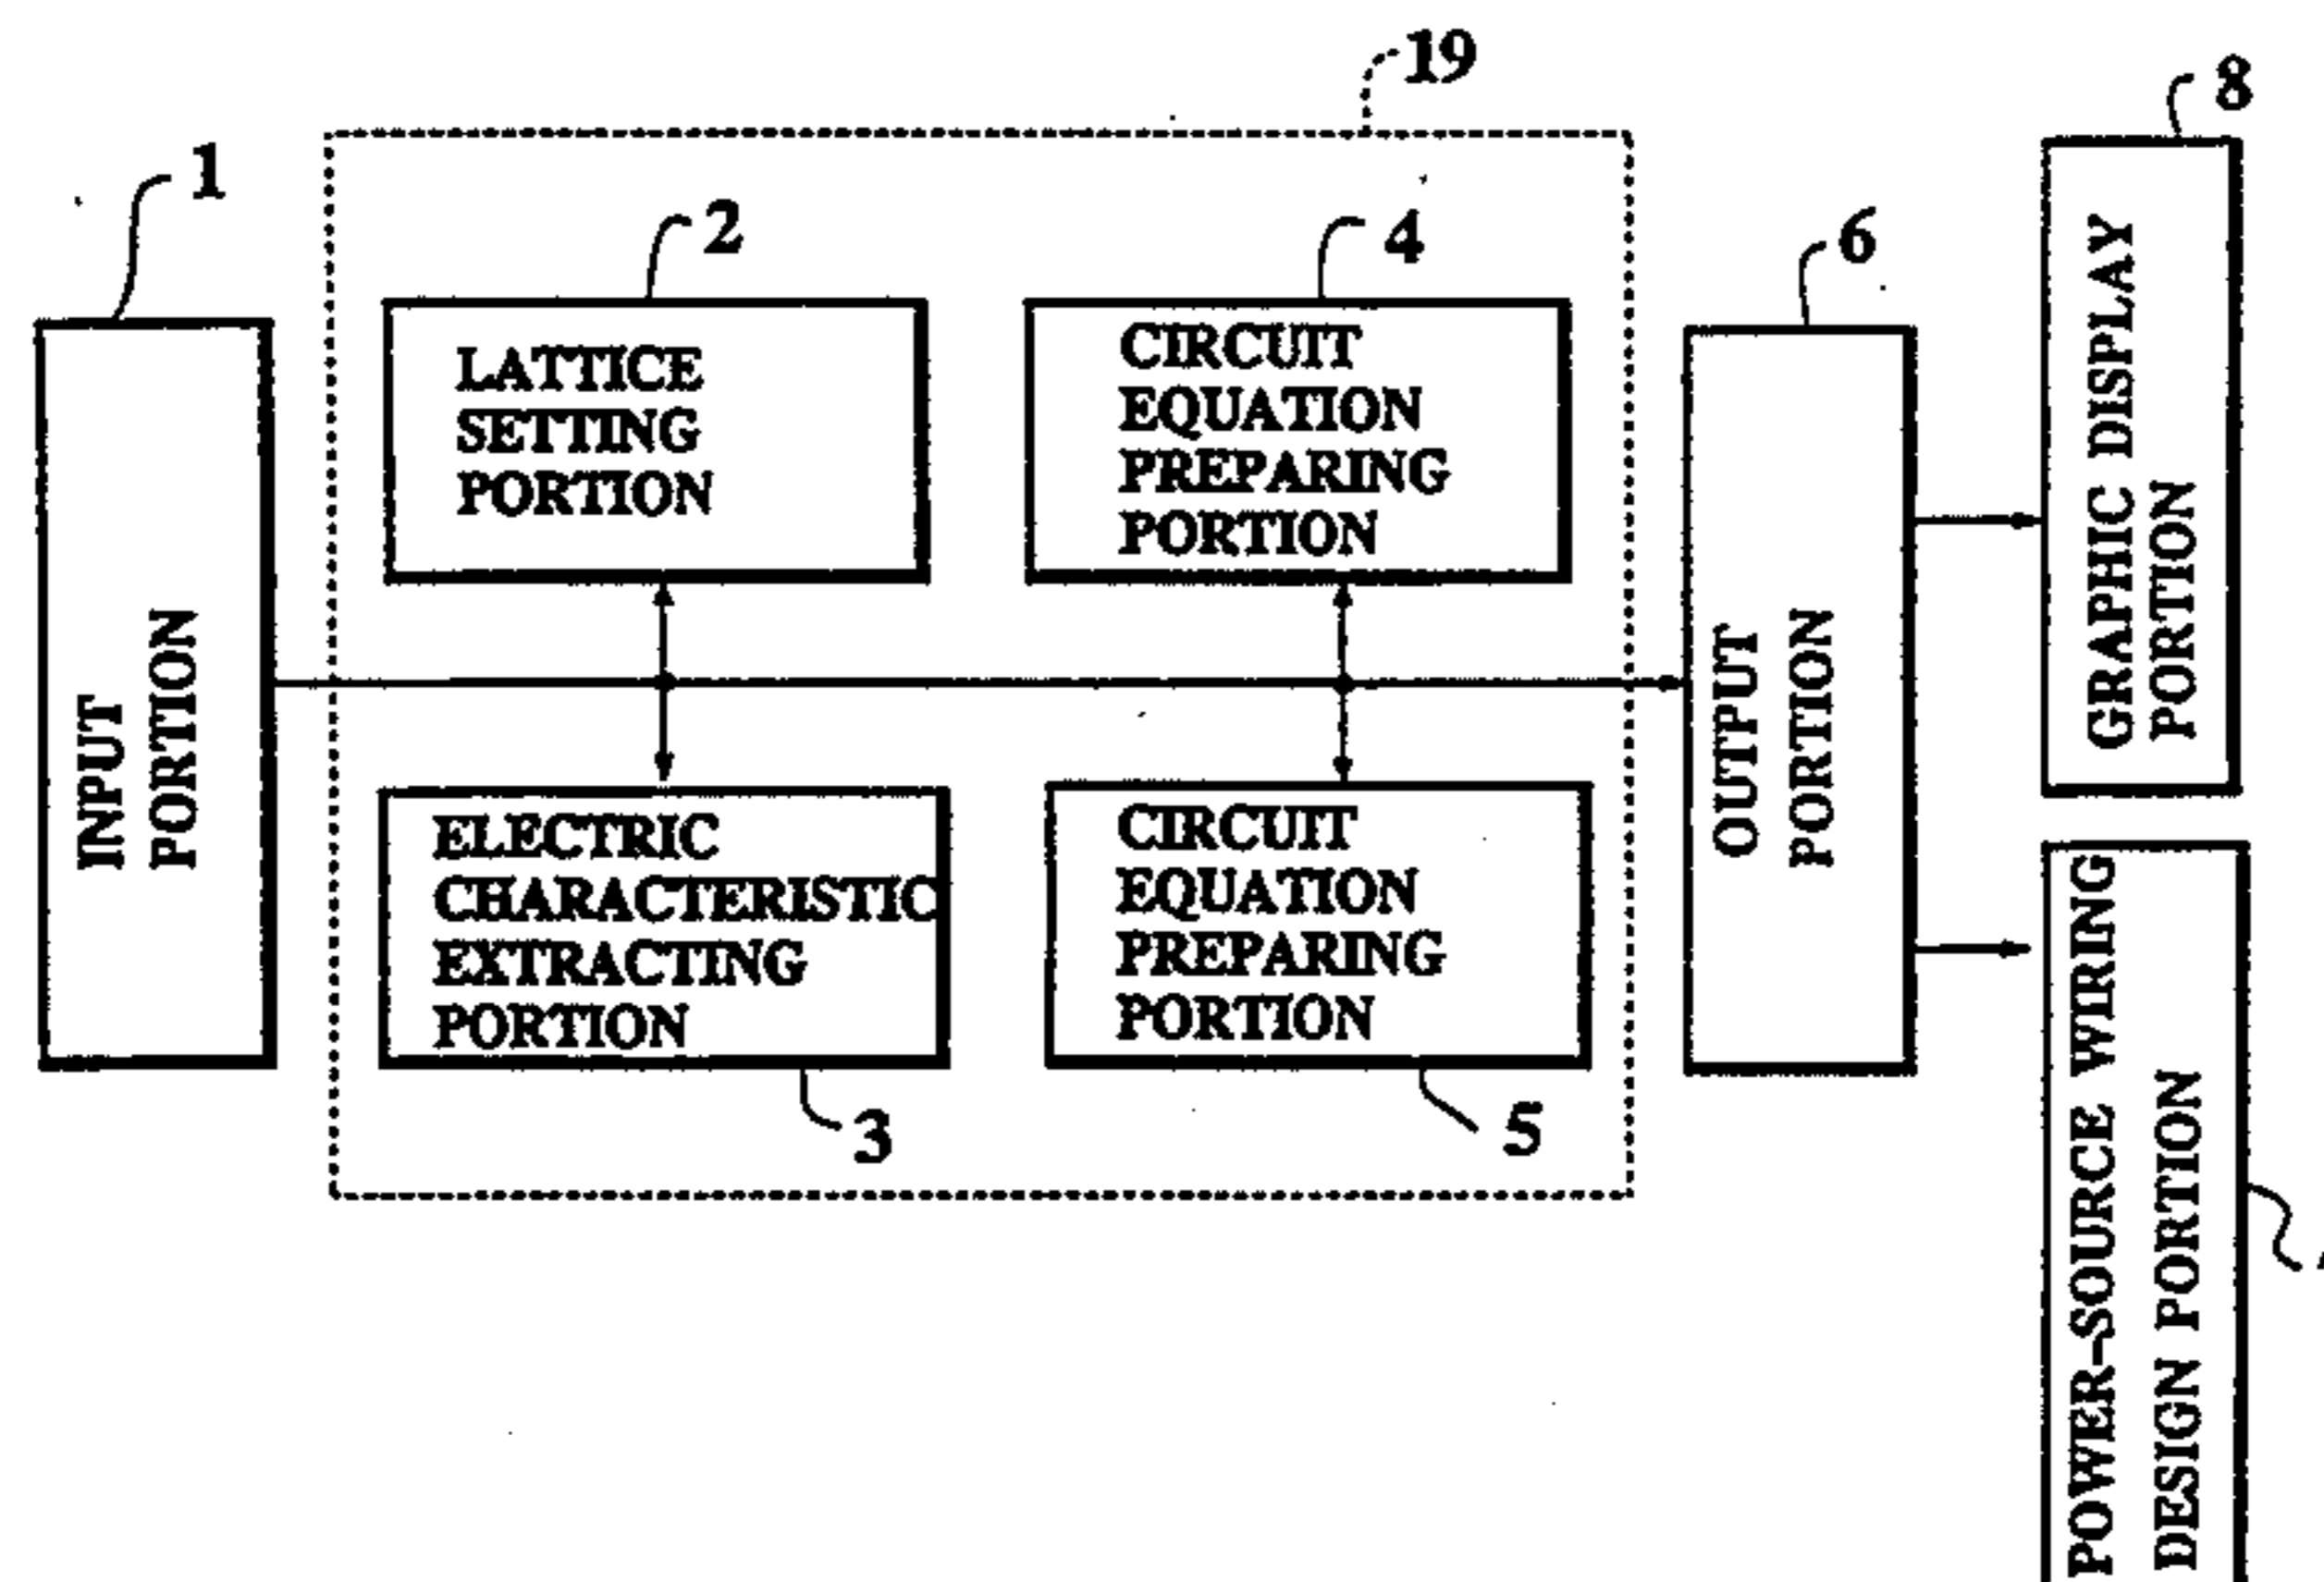 19
8
1
2
4
6
INPUT
PORTION
LATTICE
SETTING
PORTION
CIRCUIT
EQUATION
PREPARING
PORTION
ELECTRIC
CHARACTERISTIC
EXTRACTING
PORTION
CIRCUIT
EQUATION
PREPARING
PORTION
3
5
OUTPUT
PORTION
GRAPHIC DISPLAY
PORTION
POWER-SOURCE WIRING
DESIGN PORTION